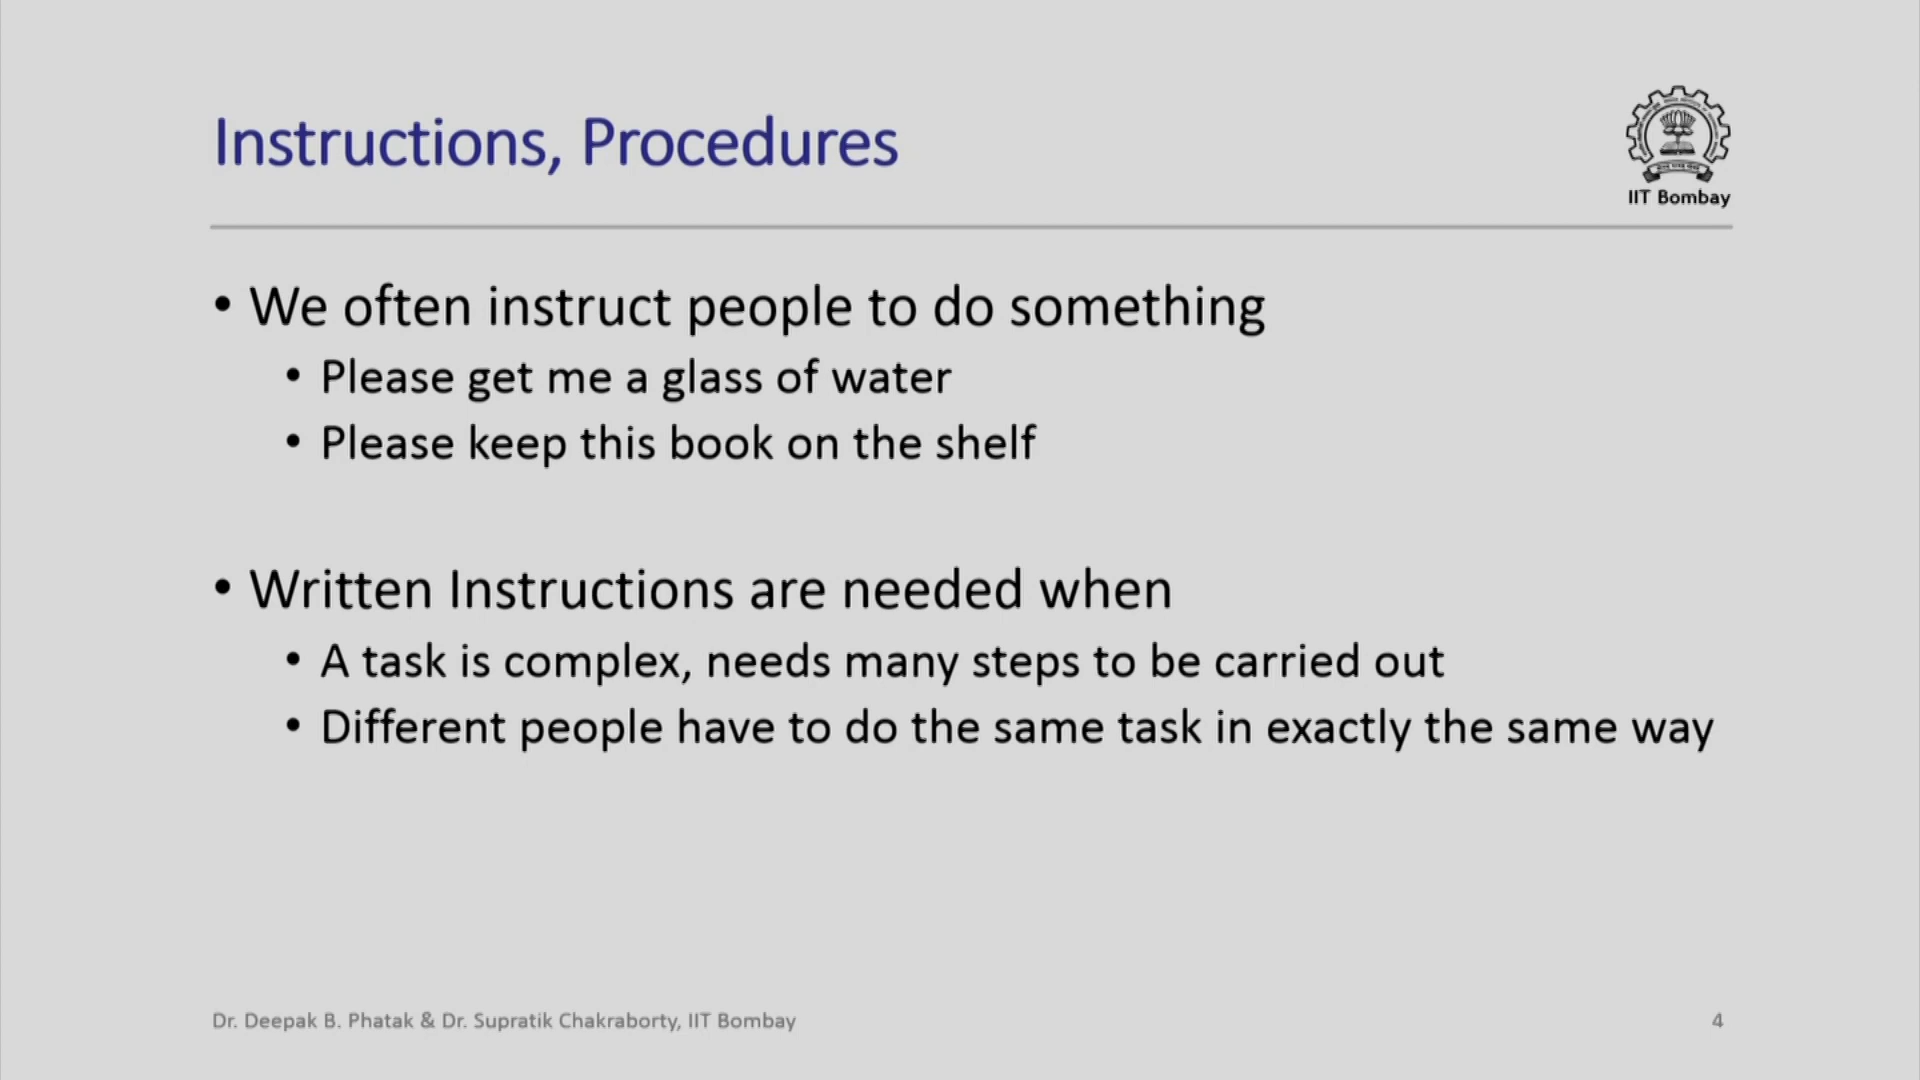 Instructions, Procedures
IIT Bombay
• We often instruct people to do something
• Please get me a glass of water
• Please keep this book on the shelf
• Written Instructions are needed when
• A task is complex, needs many steps to be carried out
• Different people have to do the same task in exactly the same way
Dr. Deepak B. Phatak & Dr. Supratik Chakraborty, IIT Bombay
4